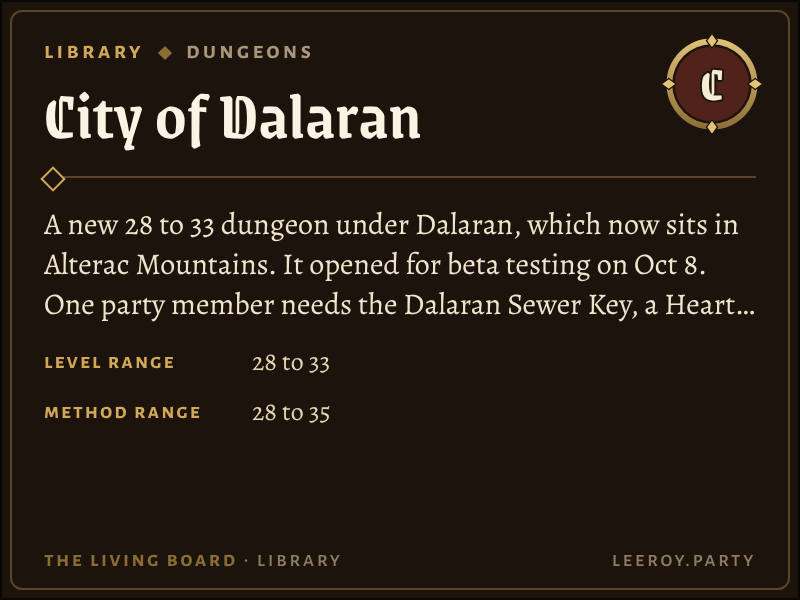 LIBRARY ◆ DUNGEONS
C
City of Dalaran
A new 28 to 33 dungeon under Dalaran, which now sits in
Alterac Mountains. It opened for beta testing on Oct 8.
One party member needs the Dalaran Sewer Key, a Heart…
LEVEL RANGE 28 to 33
METHOD RANGE 28 to 35
THE LIVING BOARD · LIBRARY
LEEROY.PARTY